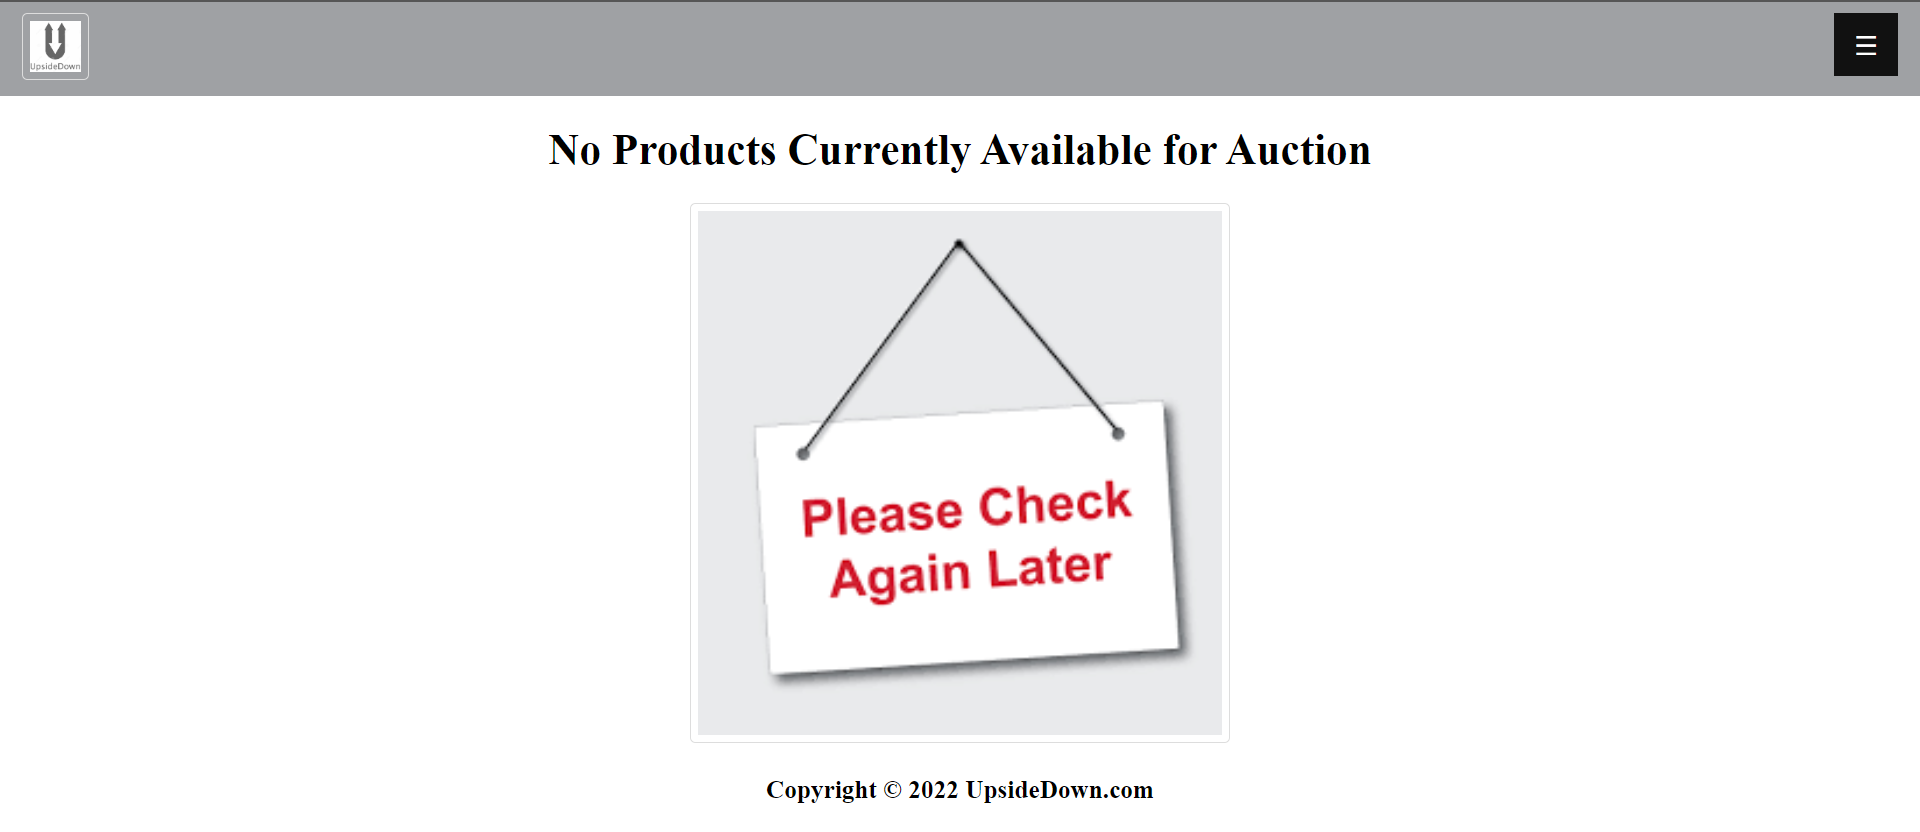 UpsideDown
☰
No Products Currently Available for Auction
Please Check
Again Later
Copyright © 2022 UpsideDown.com